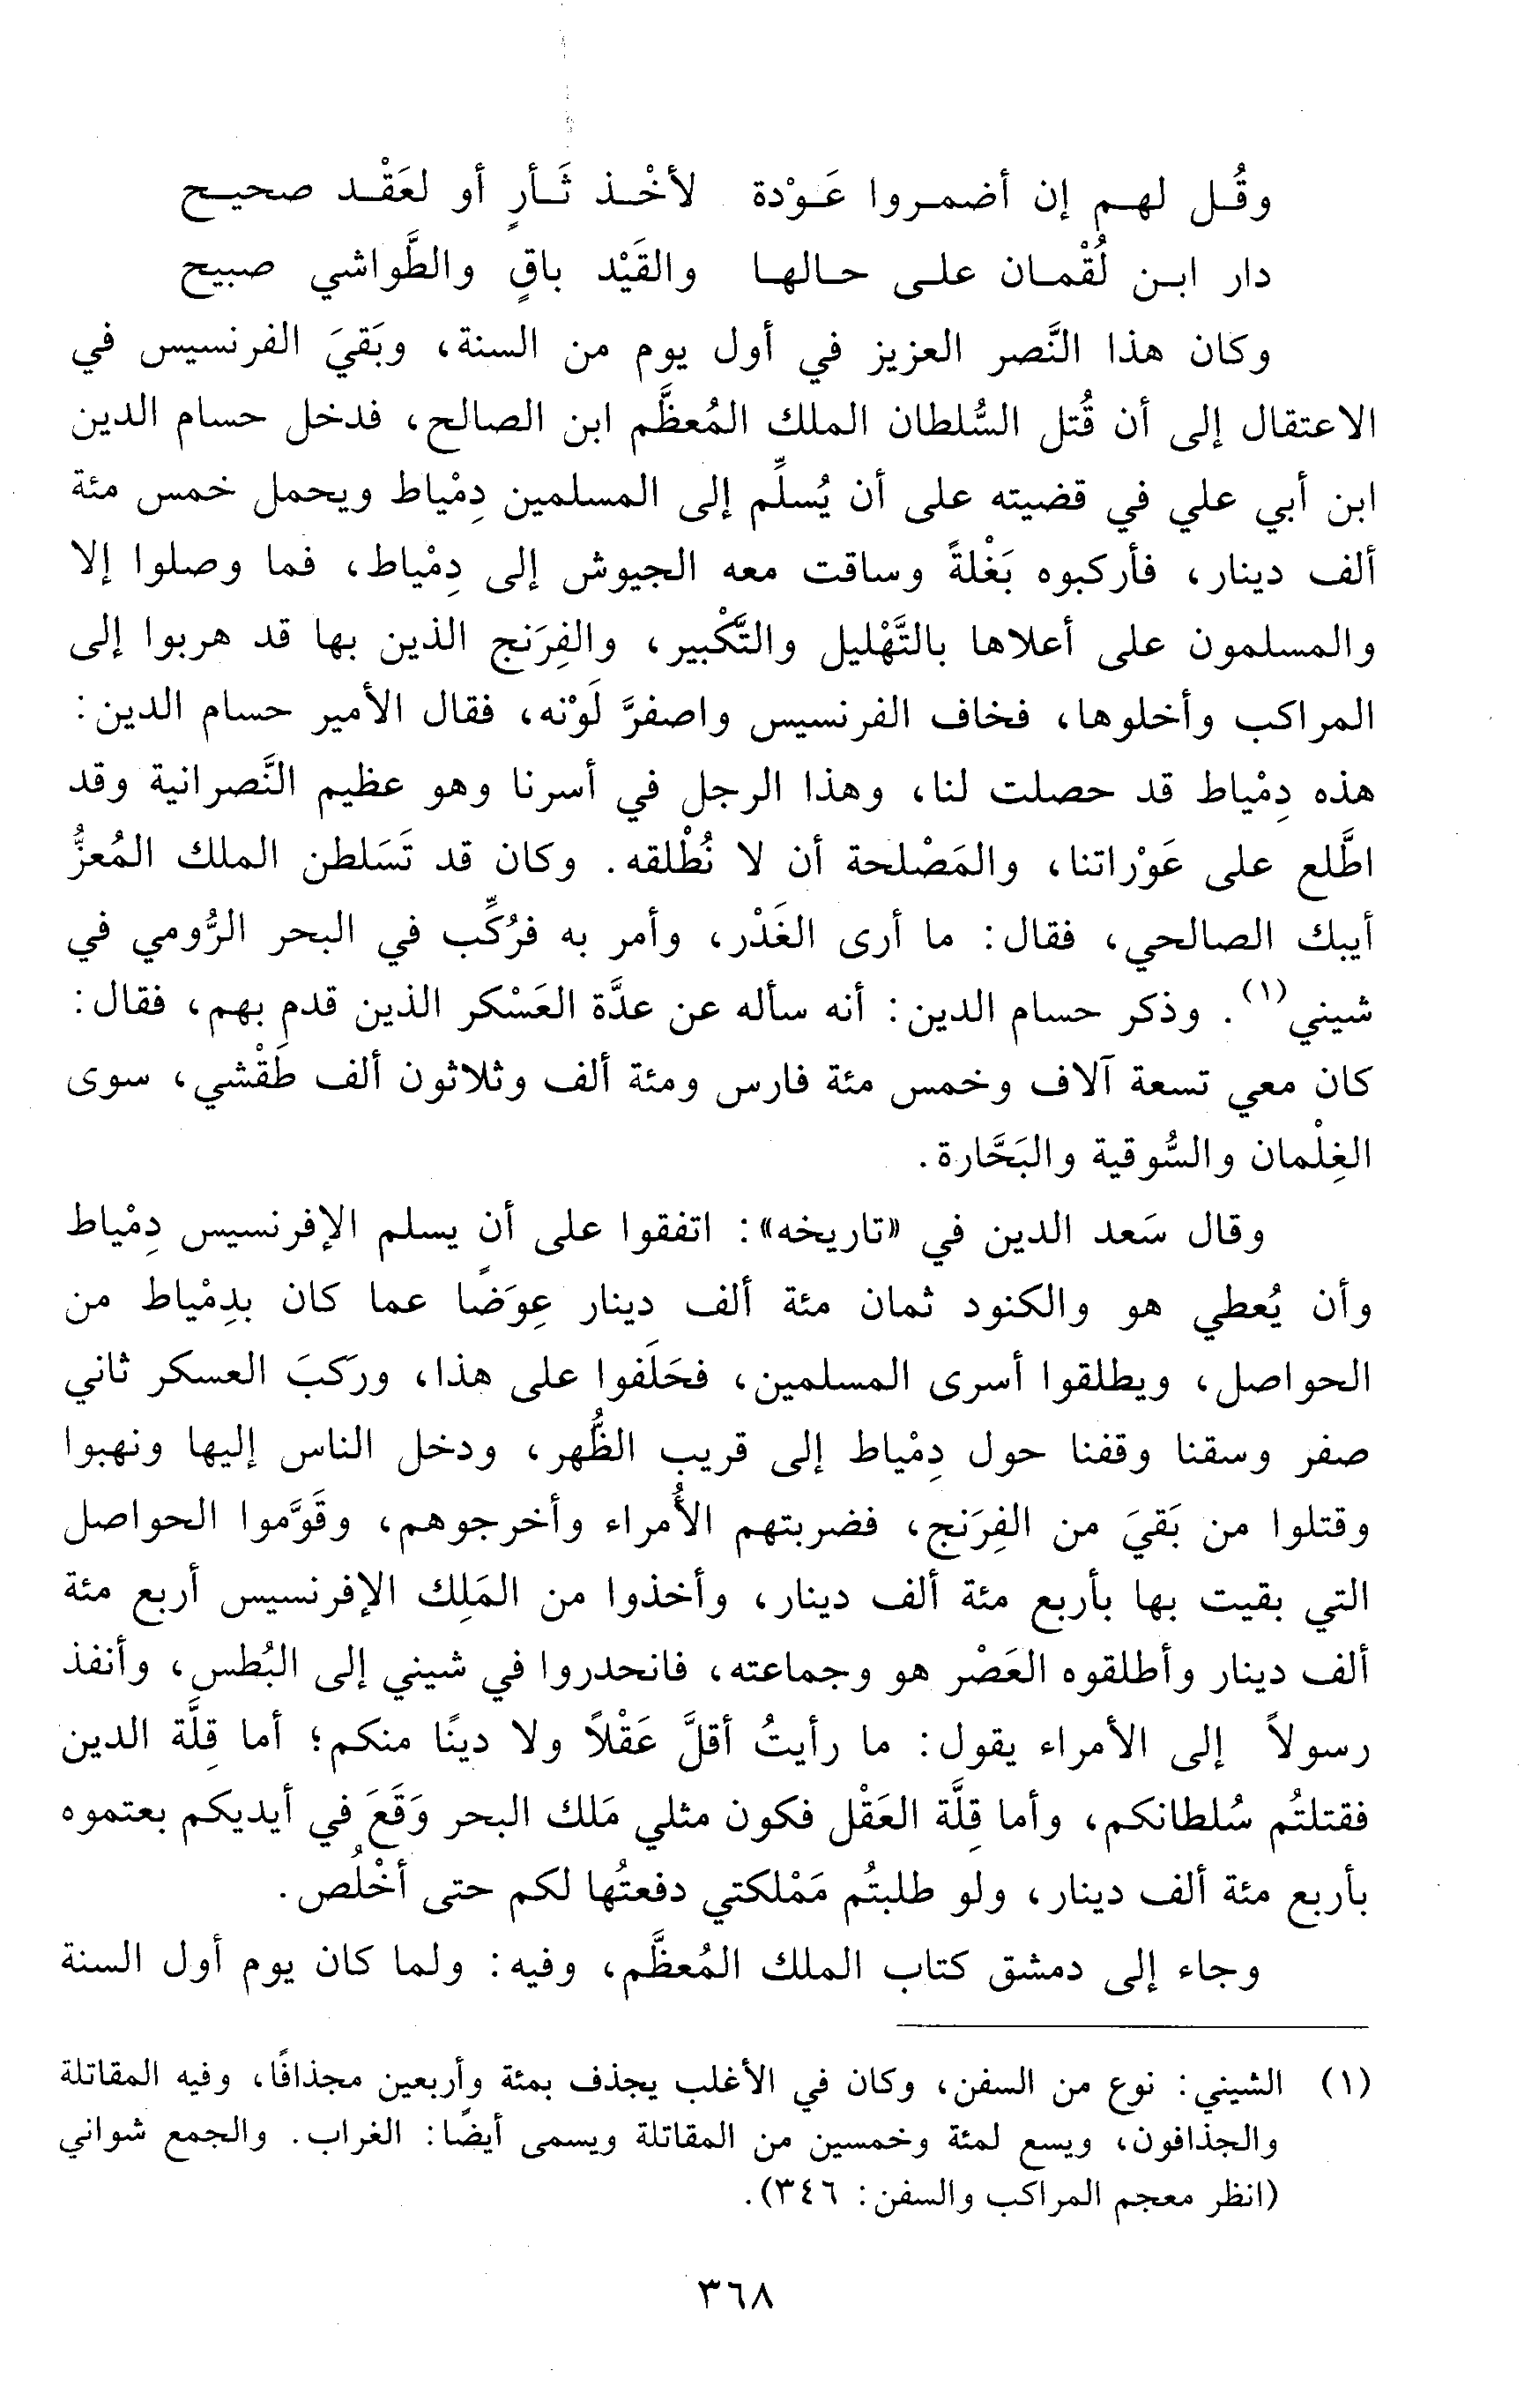 وقُل لهم إن أضمروا عَوْدة لأخْذ ثَأرٍ أو لعَقْد صحيح
دار ابن لُقْمان على حالها والقَيْد باقٍ والطَّواشي صبيح
وكان هذا النَّصر العزيز في أول يوم من السنة، وبَقيَ الفرنسيس في
الاعتقال إلى أن قُتل السُّلطان الملك المُعظَّم ابن الصالح، فدخل حسام الدين
ابن أبي علي في قضيته على أن يُسلِّم إلى المسلمين دِمْياط ويحمل خمس مئة
ألف دينار، فأركبوه بَغْلةً وساقت معه الجيوش إلى دِمْياط، فما وصلوا إلا
والمسلمون على أعلاها بالتَّهْليل والتَّكْبير، والفِرَنج الذين بها قد هربوا إلى
المراكب وأخلوها، فخاف الفرنسيس واصفرَّ لَوْنه، فقال الأمير حسام الدين:
هذه دِمْياط قد حصلت لنا، وهذا الرجل في أسرنا وهو عظيم النَّصرانية وقد
اطَّلع على عَوْراتنا، والمَصْلحة أن لا نُطْلقه. وكان قد تَسَلطن الملك المُعزُّ
أيبك الصالحي، فقال: ما أرى الغَدْر، وأمر به فرُكِّب في البحر الرُّومي في
شيني(١). وذكر حسام الدين: أنه سأله عن عدَّة العَسْكر الذين قدم بهم، فقال:
كان معي تسعة آلاف وخمس مئة فارس ومئة ألف وثلاثون ألف طَقْشي، سوى
الغِلْمان والسُّوقية والبَحَّارة.
وقال سَعد الدين في «تاريخه»: اتفقوا على أن يسلم الإفرنسيس دِمْياط
وأن يُعطي هو والكنود ثمان مئة ألف دينار عِوَضًا عما كان بدِمْياط من
الحواصل، ويطلقوا أسرى المسلمين، فحَلَفوا على هذا، ورَكبَ العسكر ثاني
صفر وسقنا وقفنا حول دِمْياط إلى قريب الظُّهر، ودخل الناس إليها ونهبوا
وقتلوا من بَقيَ من الفِرَنج، فضربتهم الأُمراء وأخرجوهم، وقَوَّموا الحواصل
التي بقيت بها بأربع مئة ألف دينار، وأخذوا من المَلِك الإفرنسيس أربع مئة
ألف دينار وأطلقوه العَصْر هو وجماعته، فانحدروا في شيني إلى البُطس، وأنفذ
رسولاً إلى الأمراء يقول: ما رأيتُ أقلَّ عَقْلاً ولا دينًا منكم؛ أما قِلَّة الدين
فقتلتُم سُلطانكم، وأما قِلَّة العَقْل فكون مثلي مَلك البحر وَقَعَ في أيديكم بعتموه
بأربع مئة ألف دينار، ولو طلبتُم مَمْلكتي دفعتُها لكم حتى أخْلُص.
وجاء إلى دمشق كتاب الملك المُعظَّم، وفيه: ولما كان يوم أول السنة
(١) الشيني: نوع من السفن، وكان في الأغلب يجذف بمئة وأربعين مجذافًا، وفيه المقاتلة
والجذافون، ويسع لمئة وخمسين من المقاتلة ويسمى أيضًا: الغراب. والجمع شواني
(انظر معجم المراكب والسفن: ٣٤٦).
٣٦٨